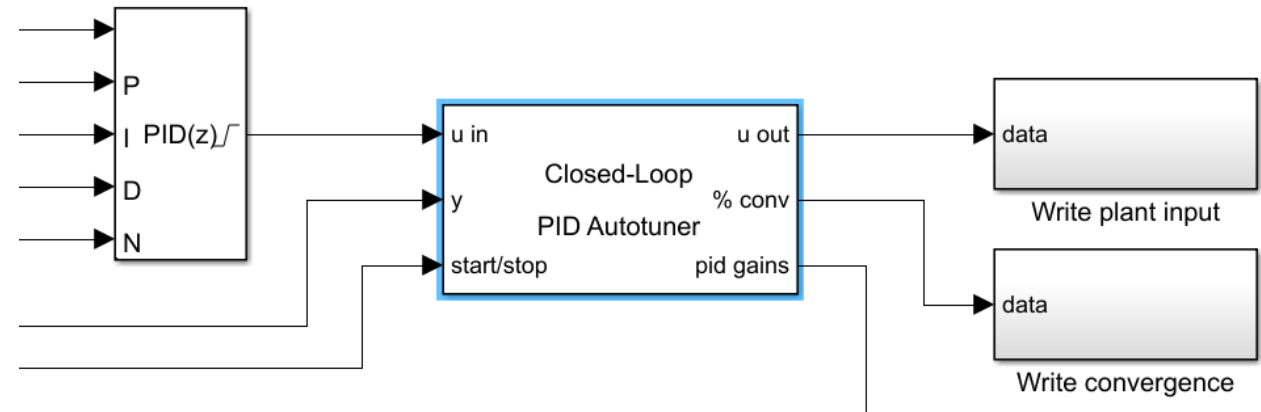 P
I PID(z)
D
N
u in
y
start/stop
Closed-Loop
PID Autotuner
u out
% conv
pid gains
data
Write plant input
data
Write convergence